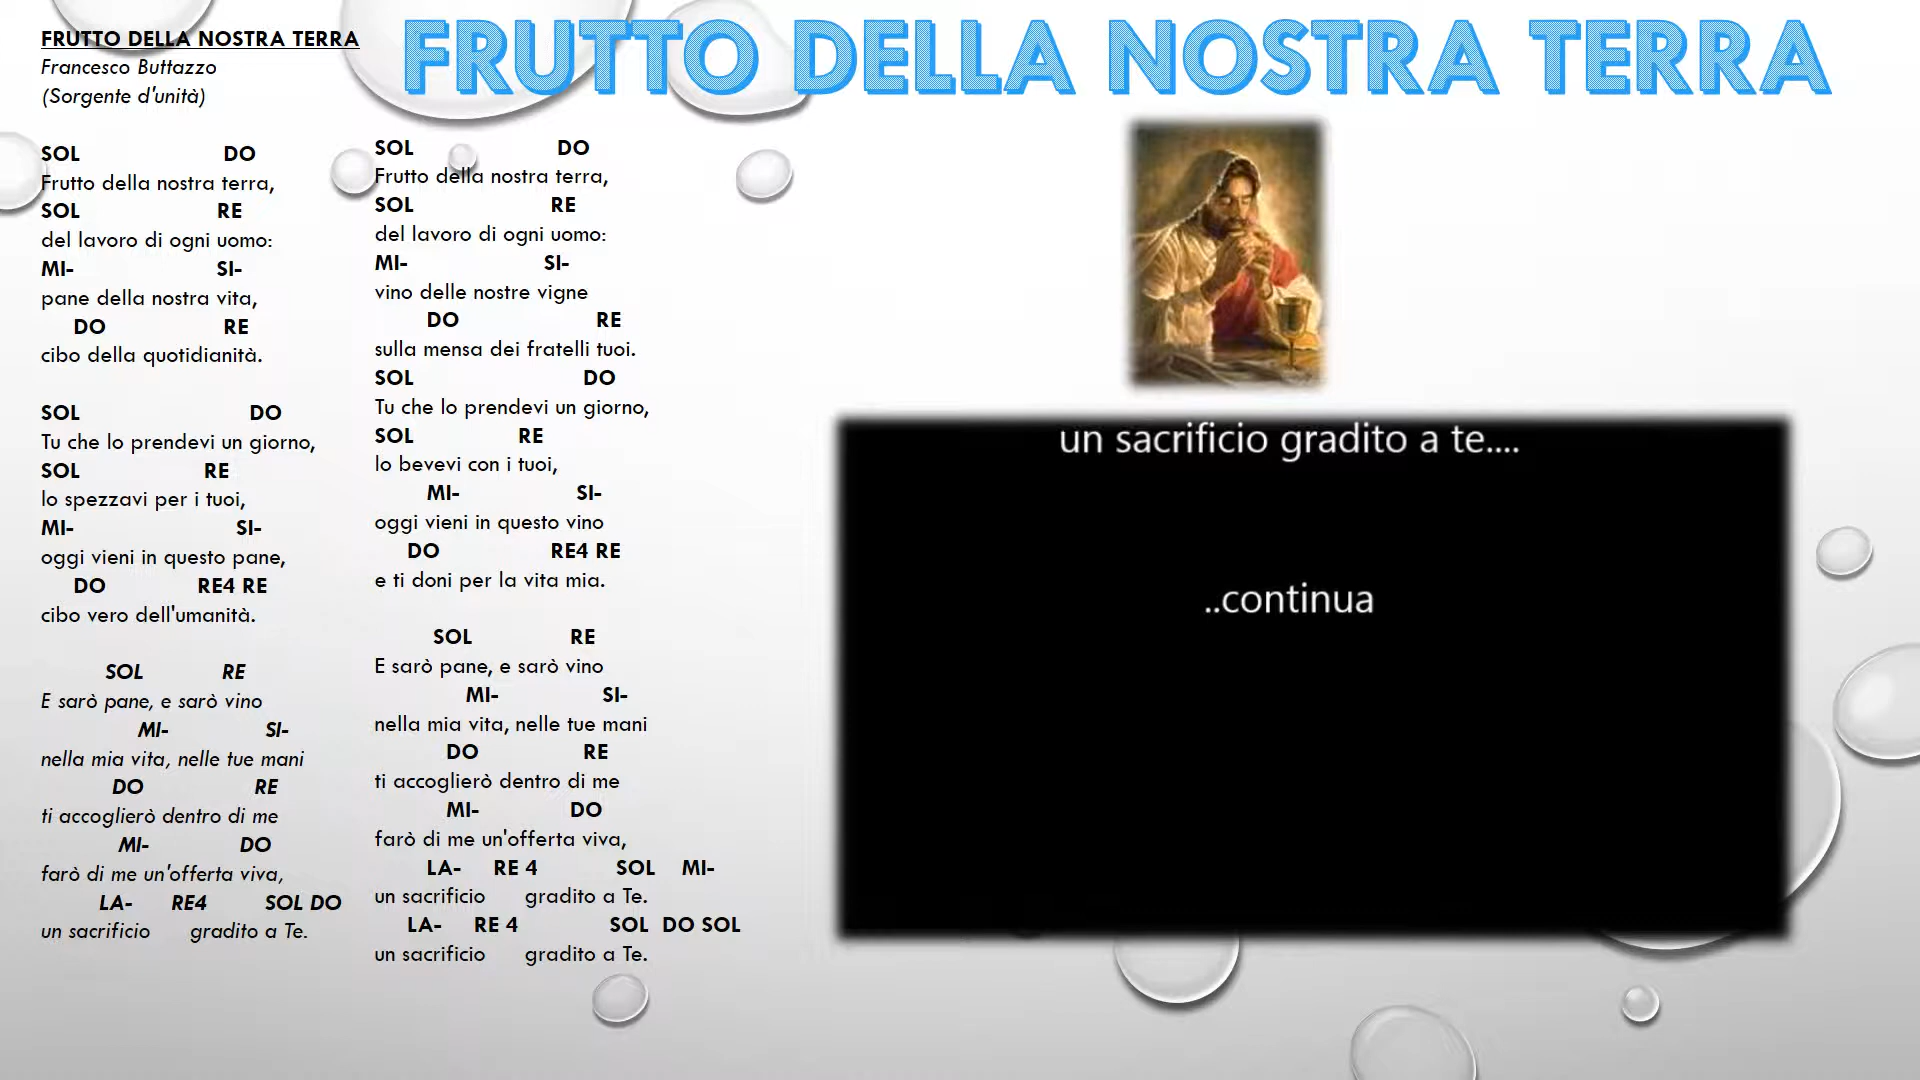 FRUTTO DELLA NOSTRA TERRA
FRUTTO DELLA NOSTRA TERRA
Francesco Buttazzo
(Sorgente d'unità)
SOL DO
Frutto della nostra terra,
SOL RE
del lavoro di ogni uomo:
MI- SI-
pane della nostra vita,
DO RE
cibo della quotidianità.
SOL DO
Tu che lo prendevi un giorno,
SOL RE
lo spezzavi per i tuoi,
MI- SI-
oggi vieni in questo pane,
DO RE4 RE
cibo vero dell'umanità.
SOL RE
E sarò pane, e sarò vino
MI- SI-
nella mia vita, nelle tue mani
DO RE
ti accoglierò dentro di me
MI- DO
farò di me un'offerta viva,
LA- RE4 SOL DO
un sacrificio gradito a Te.
SOL DO
Frutto della nostra terra,
SOL RE
del lavoro di ogni uomo:
MI- SI-
vino delle nostre vigne
DO RE
sulla mensa dei fratelli tuoi.
SOL DO
Tu che lo prendevi un giorno,
SOL RE
lo bevevi con i tuoi,
MI- SI-
oggi vieni in questo vino
DO RE4 RE
e ti doni per la vita mia.
SOL RE
E sarò pane, e sarò vino
MI- SI-
nella mia vita, nelle tue mani
DO RE
ti accoglierò dentro di me
MI- DO
farò di me un'offerta viva,
LA- RE 4 SOL MI-
un sacrificio gradito a Te.
LA- RE 4 SOL DO SOL
un sacrificio gradito a Te.
un sacrificio gradito a te....
..continua